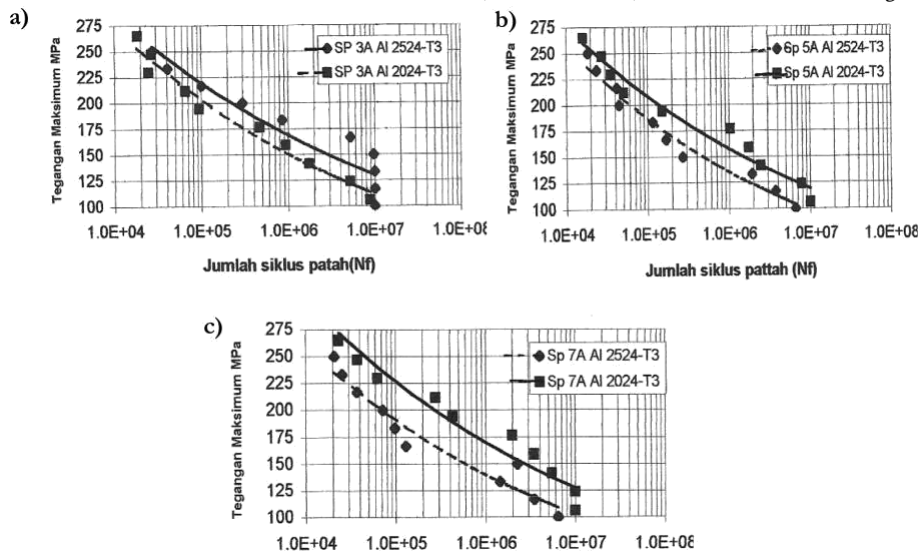 a)
275
250
225
200
175
150
125
100
Tegangan Maksimum MPa
SP 3A Al 2524-T3
SP 3A Al 2024-T3
1.0E+04 1.0E+05 1.0E+06 1.0E+07 1.0E+08
Jumlah siklus patah(Nf)
b)
275
250
225
200
175
150
125
100
Tegangan Maksimum MPa
Sp 5A Al 2524-T3
Sp 5A Al 2024-T3
1.0E+04 1.0E+05 1.0E+06 1.0E+07 1.0E+08
Jumlah siklus pattah (Nf)
c)
275
250
225
200
175
150
125
100
Tegangan Maksimum MPa
Sp 7A Al 2524-T3
Sp 7A Al 2024-T3
1.0E+04 1.0E+05 1.0E+06 1.0E+07 1.0E+08